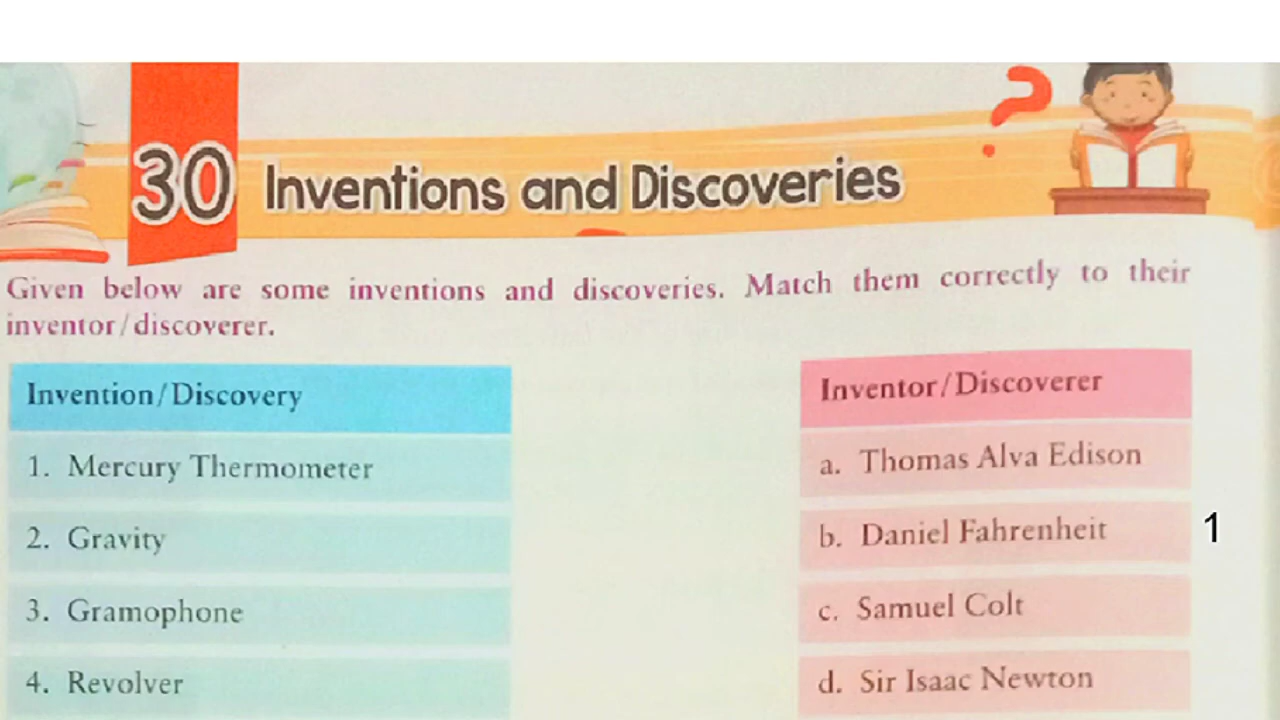 30 Inventions and Discoveries
Given below are some inventions and discoveries. Match them correctly to their
inventor/discoverer.
Invention/Discovery
1. Mercury Thermometer
2. Gravity
3. Gramophone
4. Revolver
Inventor/Discoverer
a. Thomas Alva Edison
b. Daniel Fahrenheit 1
c. Samuel Colt
d. Sir Isaac Newton